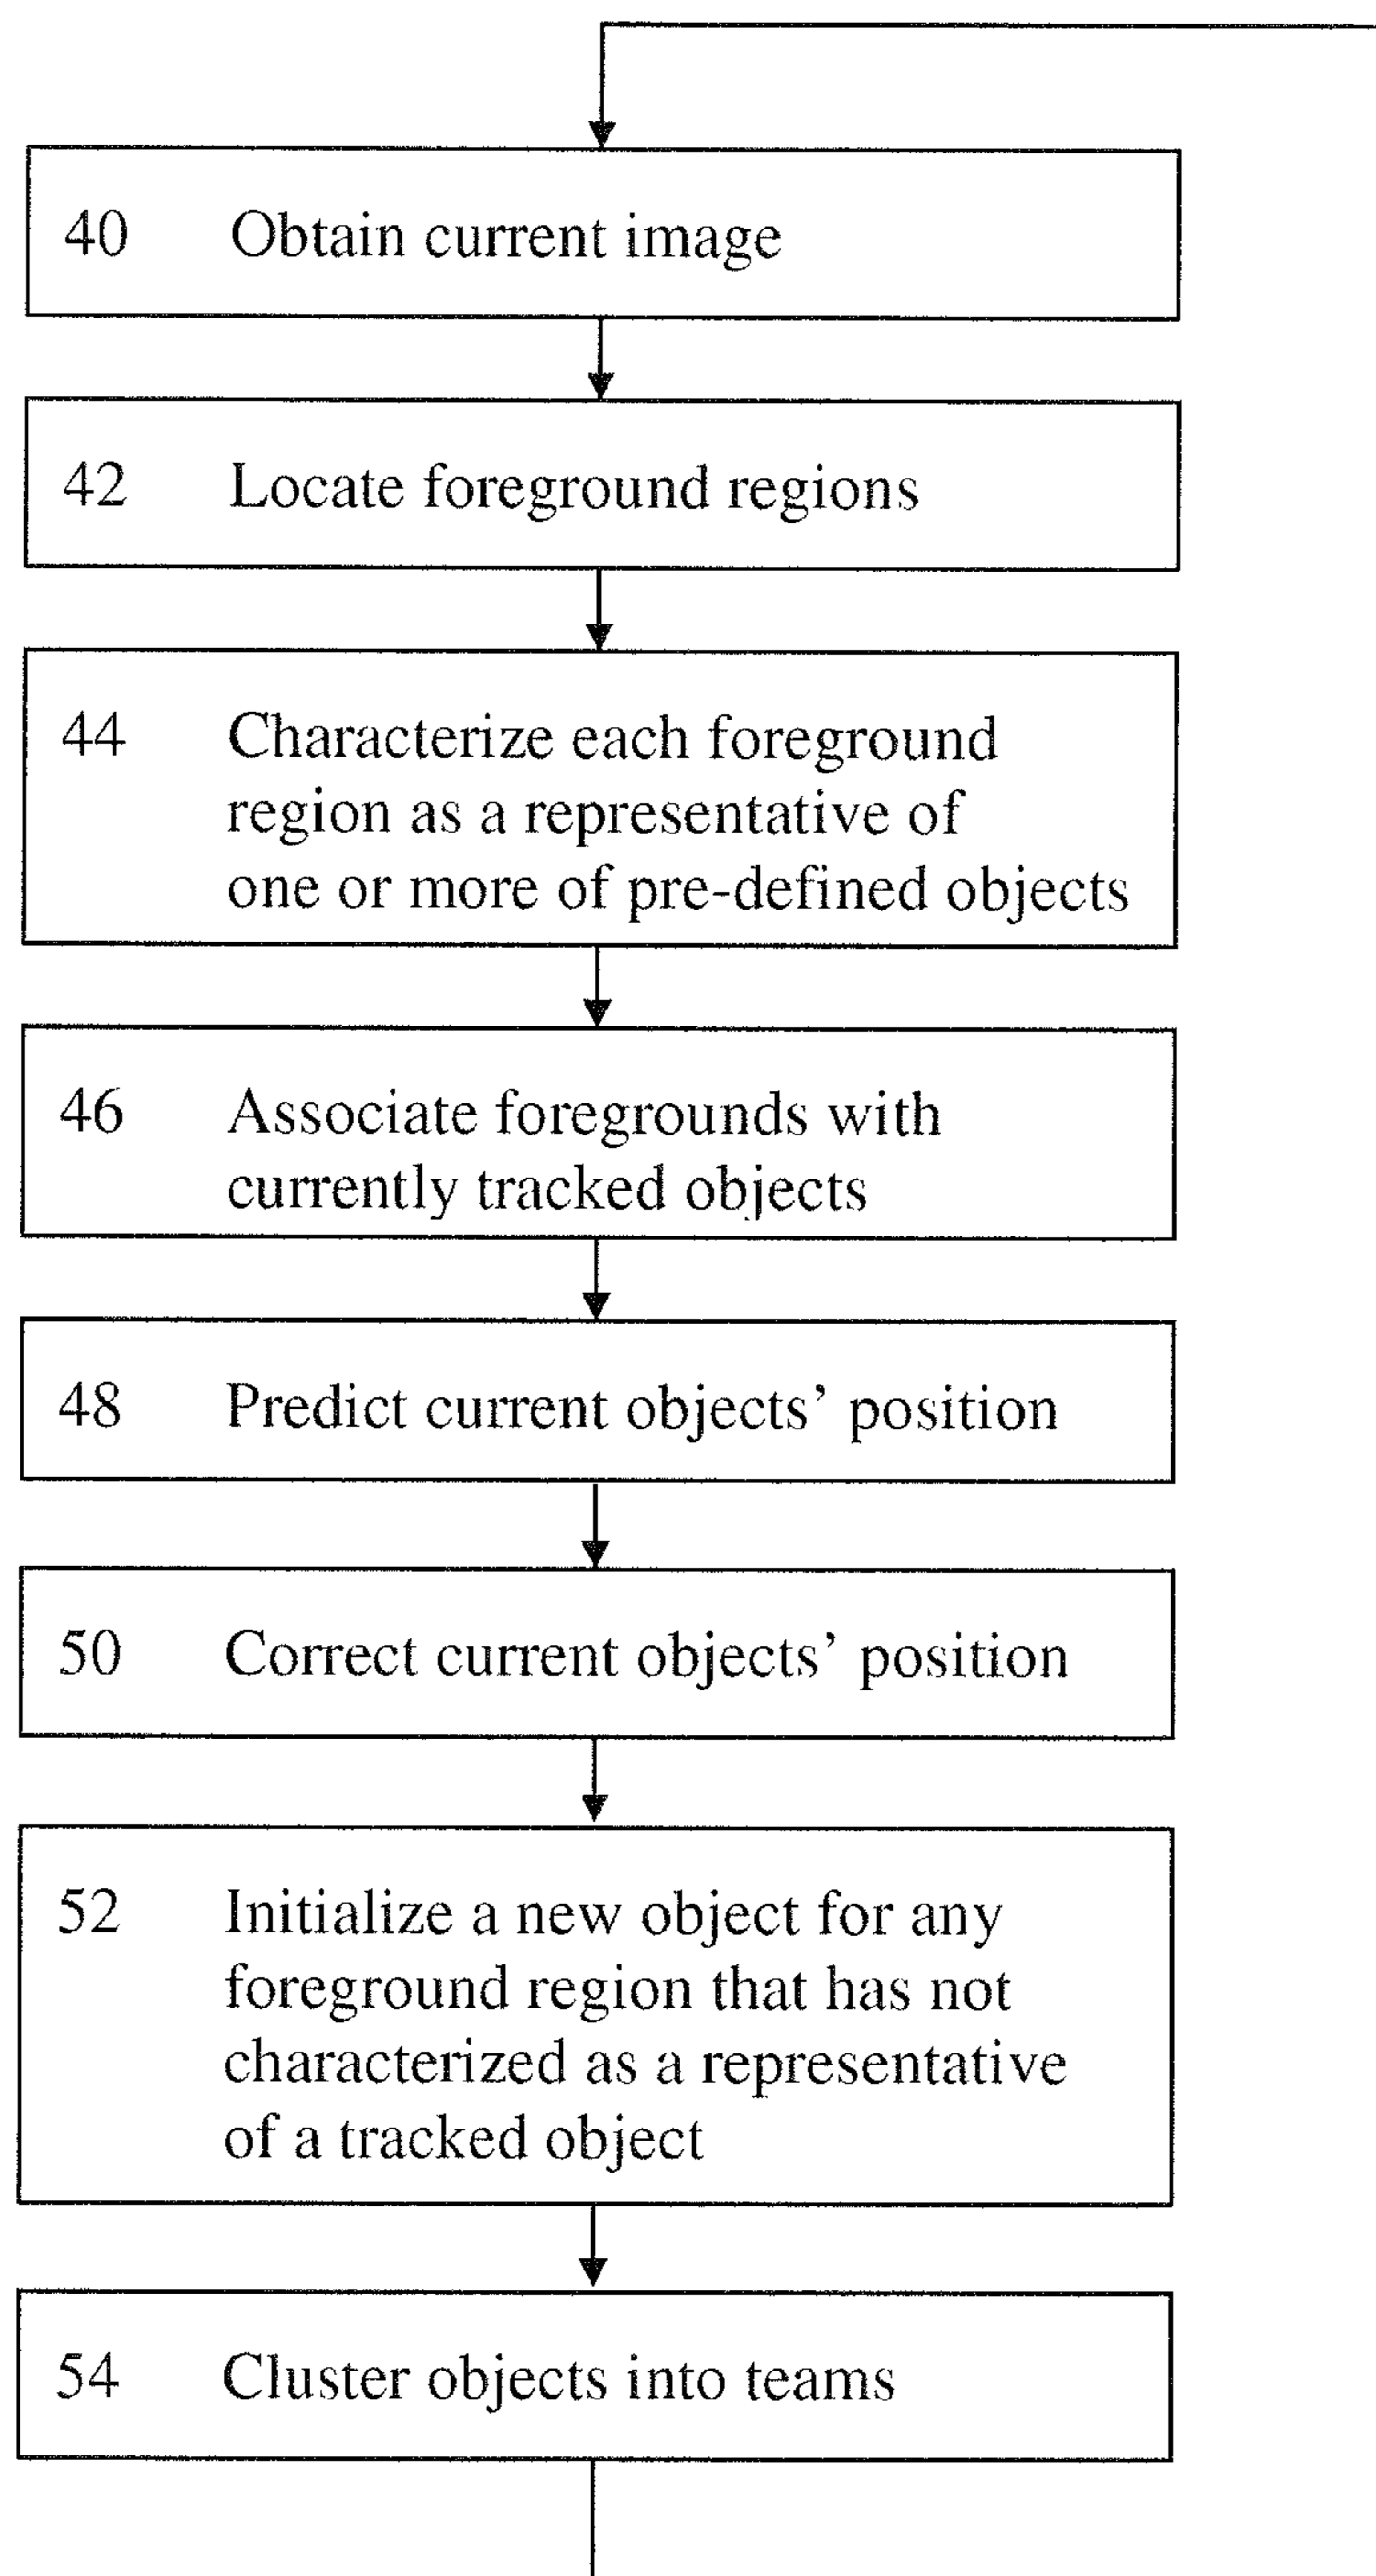 40 Obtain current image
42 Locate foreground regions
44 Characterize each foreground
region as a representative of
one or more of pre-defined objects
46 Associate foregrounds with
currently tracked objects
48 Predict current objects’ position
50 Correct current objects’ position
52 Initialize a new object for any
foreground region that has not
characterized as a representative
of a tracked object
54 Cluster objects into teams